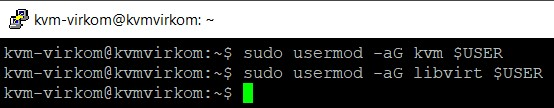 kvm-virkom@kvmvirkom: ~
kvm-virkom@kvmvirkom:~$ sudo usermod -aG kvm $USER
kvm-virkom@kvmvirkom:~$ sudo usermod -aG libvirt $USER
kvm-virkom@kvmvirkom:~$